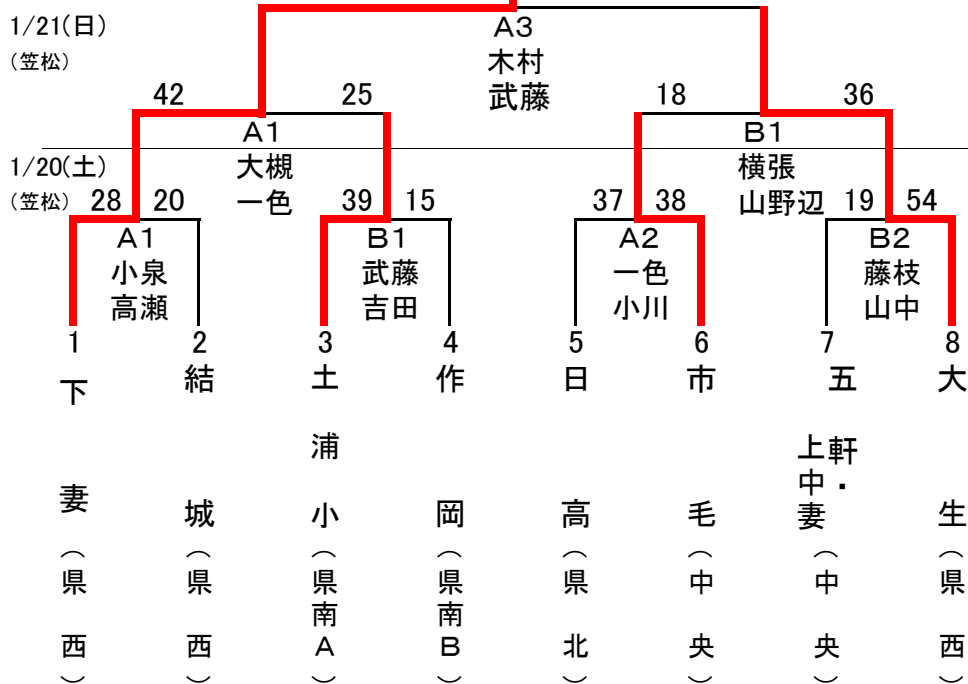 1/21(日)
(笠松)
A3
木村
武藤
42 25 18 36
A1 B1
大槻 横張
一色 山野辺
1/20(土)
(笠松)
28 20 39 15 37 38 19 54
A1 B1 A2 B2
小泉 武藤 一色 藤枝
高瀬 吉田 小川 山中
1 2 3 4 5 6 7 8
下妻(県西)
結城(県西)
土浦小(県南A)
作岡(県南B)
日高(県北)
市毛(中央)
五軒・
上中妻(中央)
大生(県西)